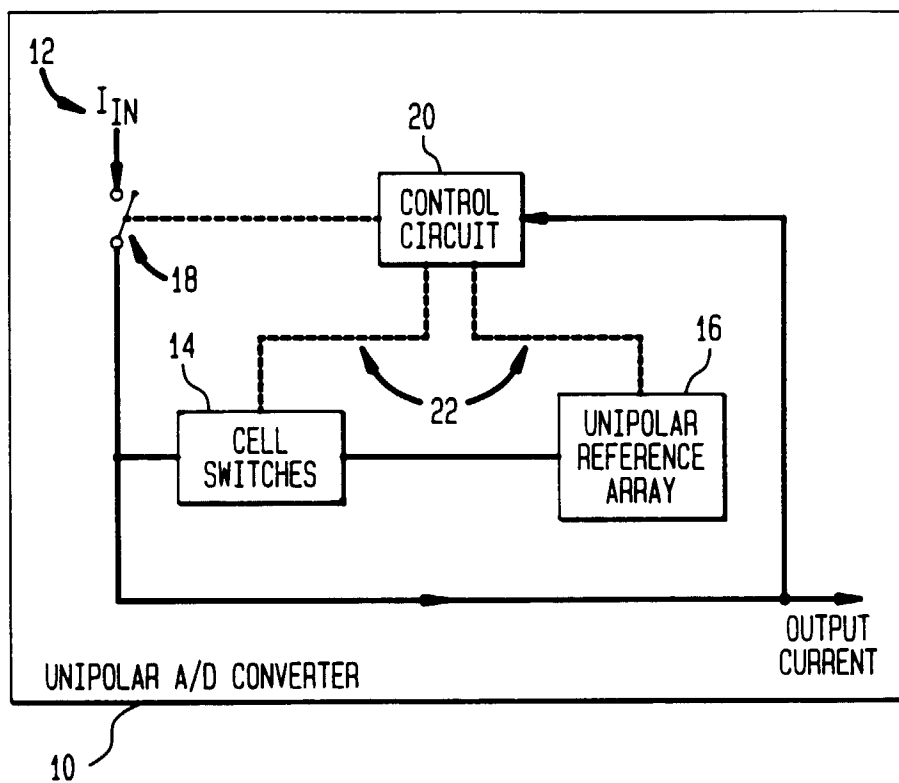 12
I_IN
20
CONTROL
CIRCUIT
18
14
16
22
CELL
SWITCHES
UNIPOLAR
REFERENCE
ARRAY
OUTPUT
CURRENT
UNIPOLAR A/D CONVERTER
10